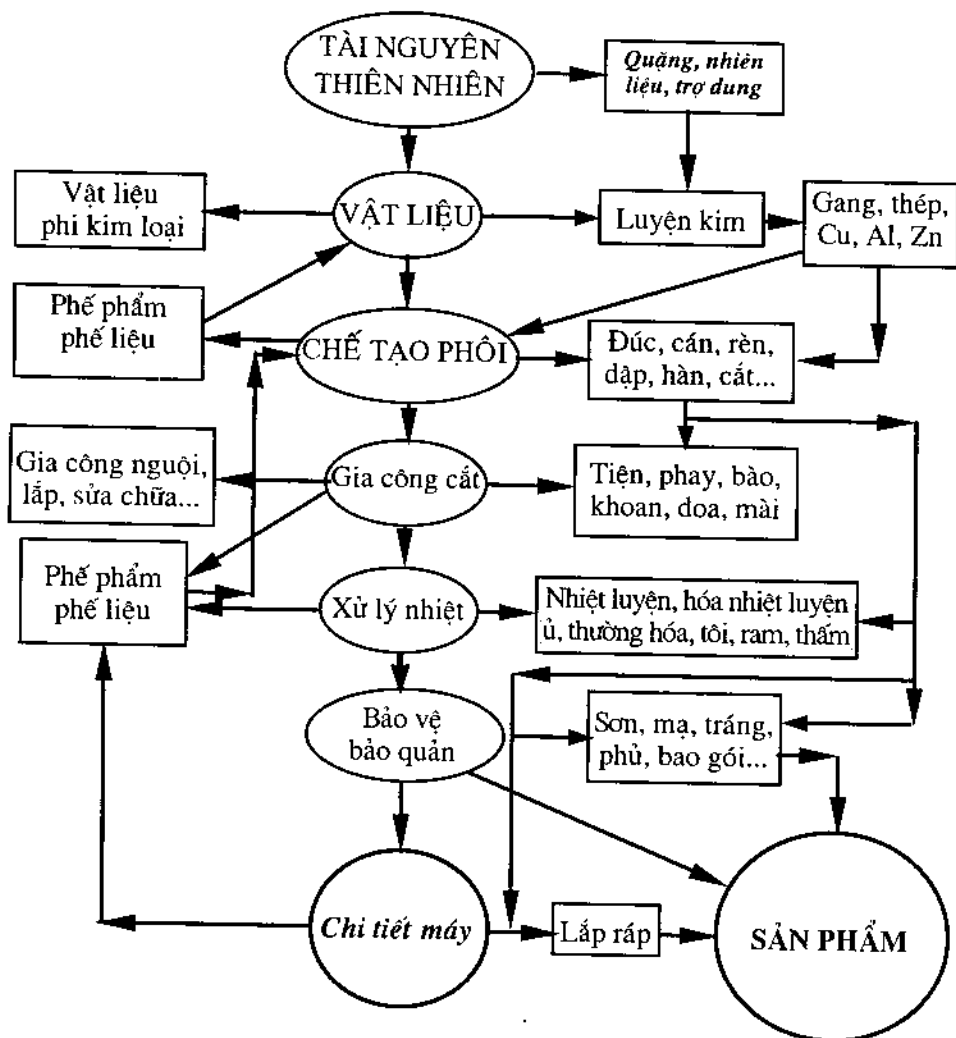 TÀI NGUYÊN
THIÊN NHIÊN
Quặng, nhiên
liệu, trợ dung
Vật liệu
phi kim loại
VẬT LIỆU
Luyện kim
Gang, thép,
Cu, Al, Zn
Phế phẩm
phế liệu
CHẾ TẠO PHÔI
Đúc, cán, rèn,
dập, hàn, cắt...
Gia công nguội,
lắp, sửa chữa...
Gia công cắt
Tiện, phay, bào,
khoan, doa, mài
Phế phẩm
phế liệu
Xử lý nhiệt
Nhiệt luyện, hóa nhiệt luyện
ủ, thường hóa, tôi, ram, thấm
Bảo vệ
bảo quản
Sơn, mạ, tráng,
phủ, bao gói...
Chi tiết máy
Lắp ráp
SẢN PHẨM